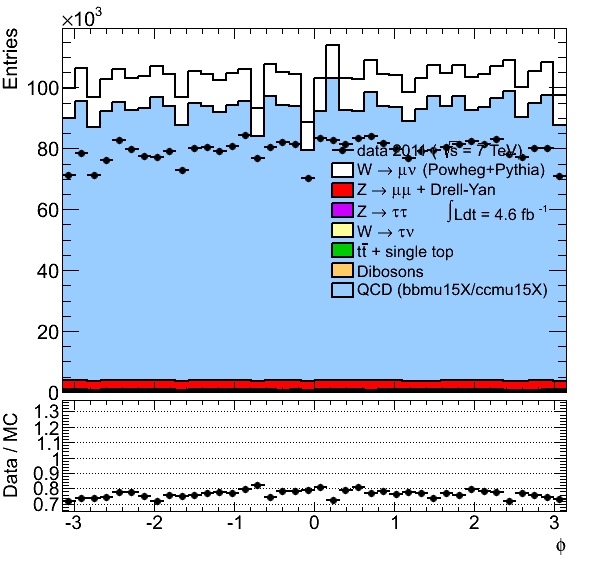 ×10³
Entries
100
80
60
40
20
0
data 2011 (√s = 7 TeV)
W → μν (Powheg+Pythia)
Z → μμ + Drell-Yan
Z → ττ
∫Ldt = 4.6 fb⁻¹
W → τν
tt̄ + single top
Dibosons
QCD (bbmu15X/ccmu15X)
Data / MC
1.3
1.2
1.1
1
0.9
0.8
0.7
-3 -2 -1 0 1 2 3
ϕ